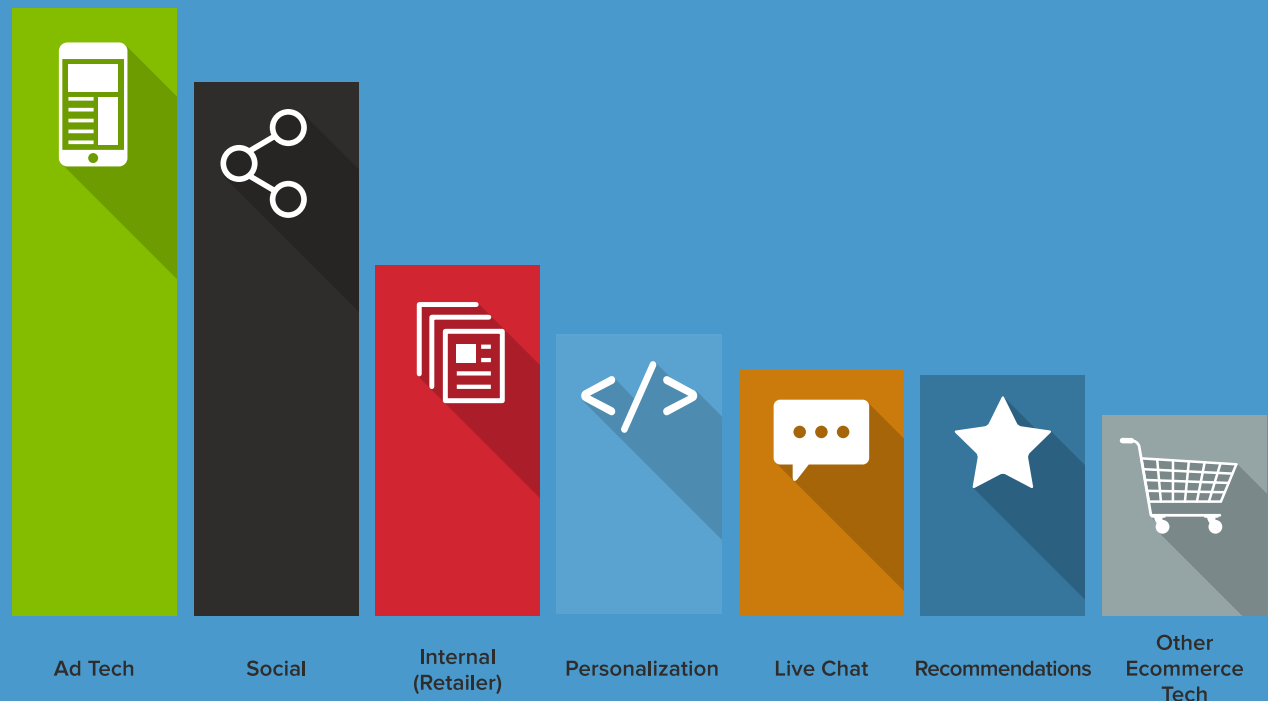 Ad Tech
Social
Internal
(Retailer)
Personalization
Live Chat
Recommendations
Other
Ecommerce
Tech